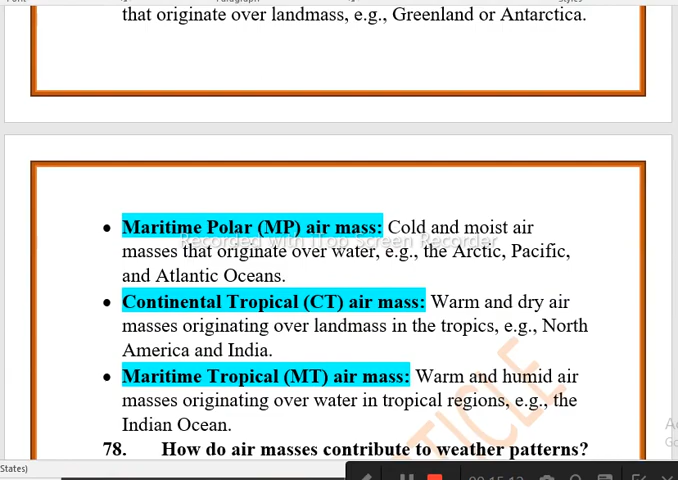 that originate over landmass, e.g., Greenland or Antarctica.
• Maritime Polar (MP) air mass: Cold and moist air
masses that originate over water, e.g., the Arctic, Pacific,
and Atlantic Oceans.
Recorded with iTop Screen Recorder
• Continental Tropical (CT) air mass: Warm and dry air
masses originating over landmass in the tropics, e.g., North
America and India.
• Maritime Tropical (MT) air mass: Warm and humid air
masses originating over water in tropical regions, e.g., the
Indian Ocean.
78. How do air masses contribute to weather patterns?
States)